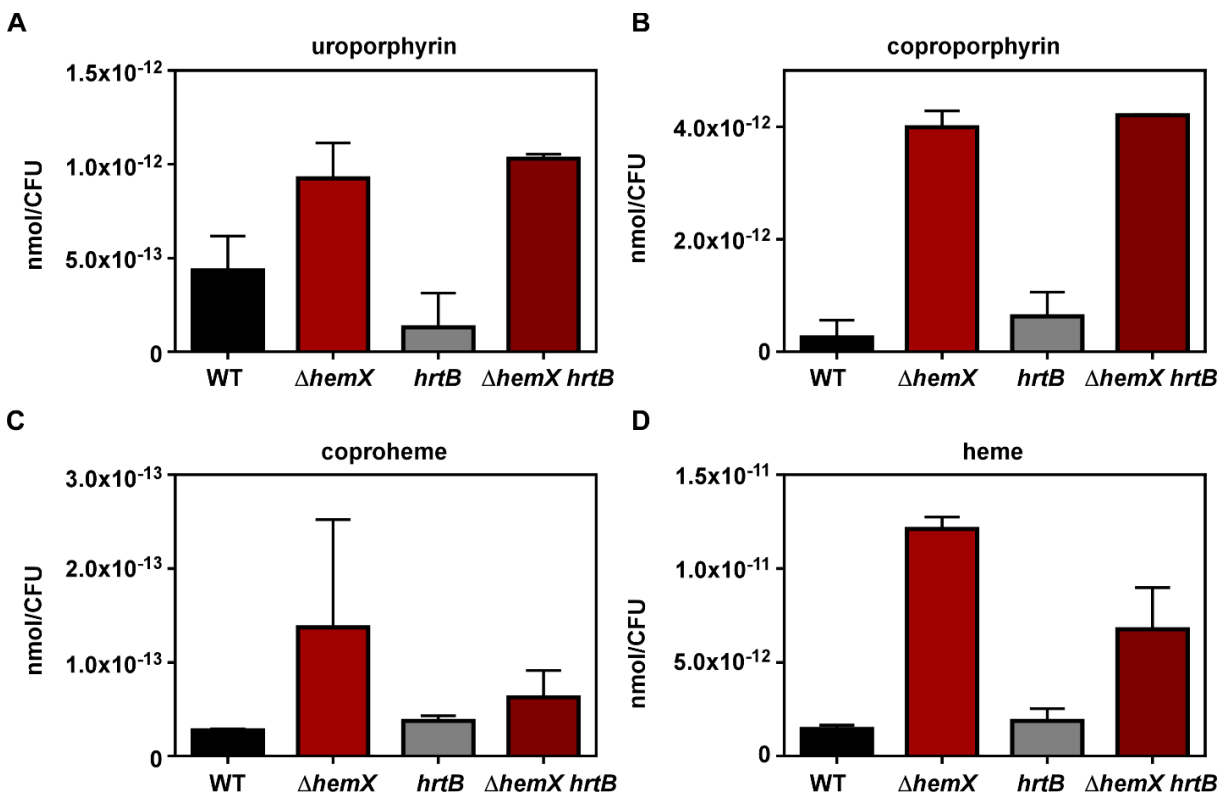 A
uroporphyrin
nmol/CFU
1.5x10⁻¹²
1.0x10⁻¹²
5.0x10⁻¹³
0
WT
ΔhemX
hrtB
ΔhemX hrtB
B
coproporphyrin
nmol/CFU
4.0x10⁻¹²
2.0x10⁻¹²
0
WT
ΔhemX
hrtB
ΔhemX hrtB
C
coproheme
nmol/CFU
3.0x10⁻¹³
2.0x10⁻¹³
1.0x10⁻¹³
0
WT
ΔhemX
hrtB
ΔhemX hrtB
D
heme
nmol/CFU
1.5x10⁻¹¹
1.0x10⁻¹¹
5.0x10⁻¹²
0
WT
ΔhemX
hrtB
ΔhemX hrtB